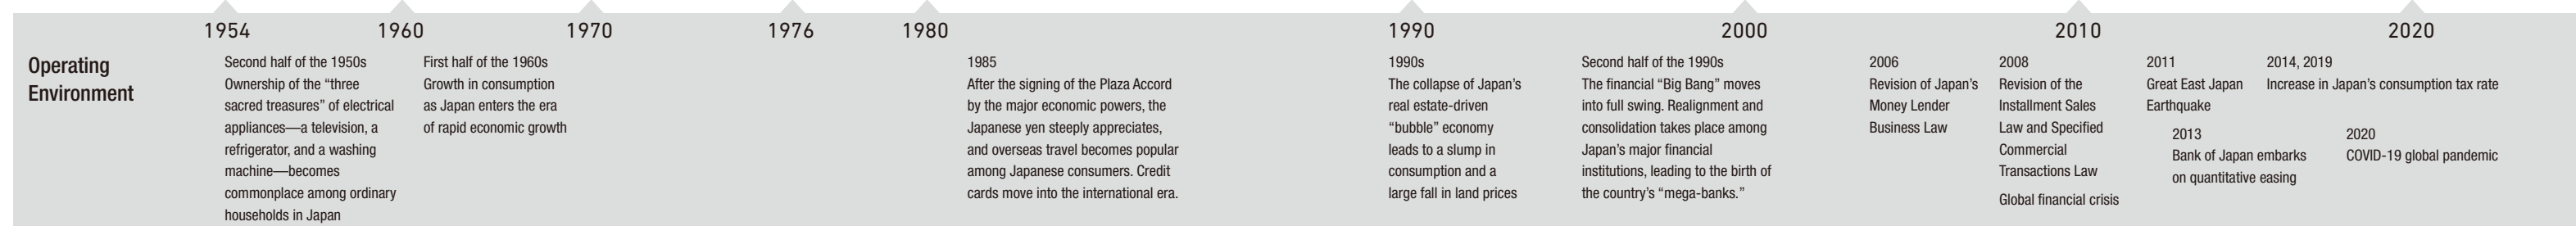 1954
1960
1970
1976
1980
1990
2000
2010
2020
Operating
Environment
Second half of the 1950s
Ownership of the “three
sacred treasures” of electrical
appliances—a television, a
refrigerator, and a washing
machine—becomes
commonplace among ordinary
households in Japan
First half of the 1960s
Growth in consumption
as Japan enters the era
of rapid economic growth
1985
After the signing of the Plaza Accord
by the major economic powers, the
Japanese yen steeply appreciates,
and overseas travel becomes popular
among Japanese consumers. Credit
cards move into the international era.
1990s
The collapse of Japan’s
real estate-driven
“bubble” economy
leads to a slump in
consumption and a
large fall in land prices
Second half of the 1990s
The financial “Big Bang” moves
into full swing. Realignment and
consolidation takes place among
Japan’s major financial
institutions, leading to the birth of
the country’s “mega-banks.”
2006
Revision of Japan’s
Money Lender
Business Law
2008
Revision of the
Installment Sales
Law and Specified
Commercial
Transactions Law
Global financial crisis
2011
Great East Japan
Earthquake
2013
Bank of Japan embarks
on quantitative easing
2014, 2019
Increase in Japan’s consumption tax rate
2020
COVID-19 global pandemic